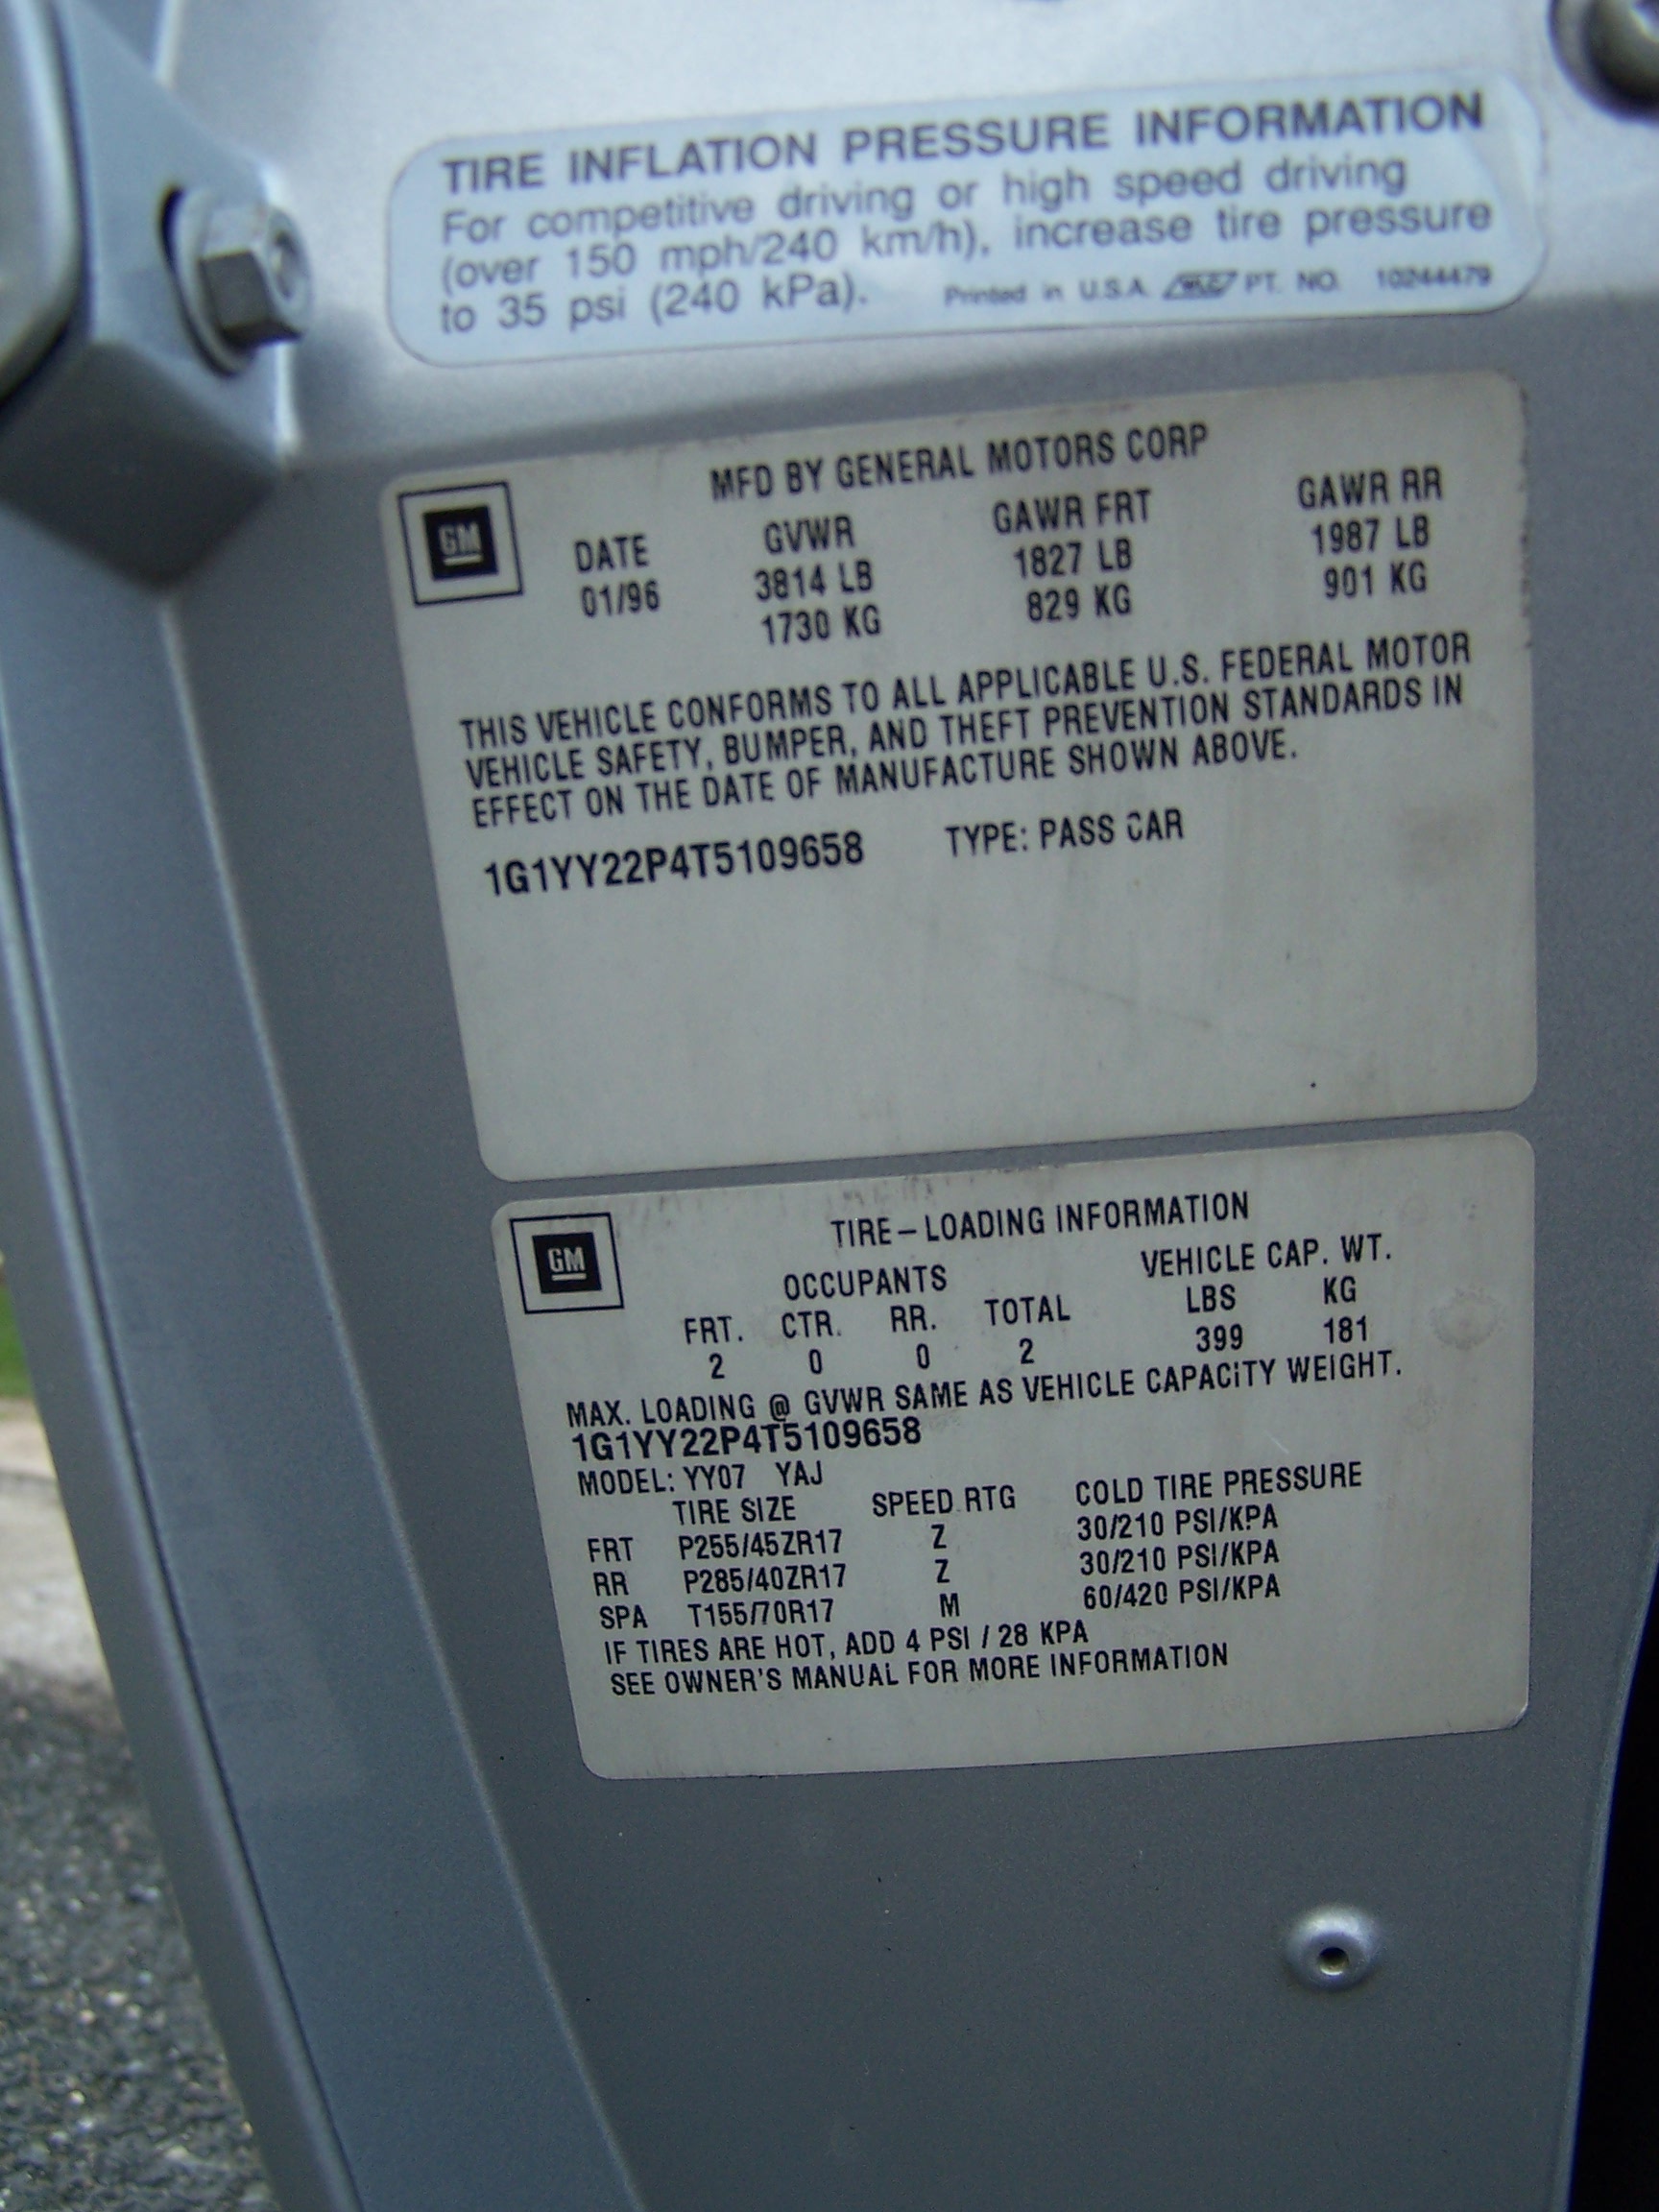 TIRE INFLATION PRESSURE INFORMATION
For competitive driving or high speed driving
(over 150 mph/240 km/h), increase tire pressure
to 35 psi (240 kPa). Printed in U.S.A. PT. NO. 10244479
MFD BY GENERAL MOTORS CORP
GM
DATE GVWR GAWR FRT GAWR RR
01/96 3814 LB 1827 LB 1987 LB
1730 KG 829 KG 901 KG
THIS VEHICLE CONFORMS TO ALL APPLICABLE U.S. FEDERAL MOTOR
VEHICLE SAFETY, BUMPER, AND THEFT PREVENTION STANDARDS IN
EFFECT ON THE DATE OF MANUFACTURE SHOWN ABOVE.
1G1YY22P4T5109658 TYPE: PASS CAR
GM
TIRE – LOADING INFORMATION
OCCUPANTS VEHICLE CAP. WT.
FRT. CTR. RR. TOTAL LBS KG
2 0 0 2 399 181
MAX. LOADING @ GVWR SAME AS VEHICLE CAPACITY WEIGHT.
1G1YY22P4T5109658
MODEL: YY07 YAJ
TIRE SIZE SPEED RTG COLD TIRE PRESSURE
FRT P255/45ZR17 Z 30/210 PSI/KPA
RR P285/40ZR17 Z 30/210 PSI/KPA
SPA T155/70R17 M 60/420 PSI/KPA
IF TIRES ARE HOT, ADD 4 PSI / 28 KPA
SEE OWNER'S MANUAL FOR MORE INFORMATION